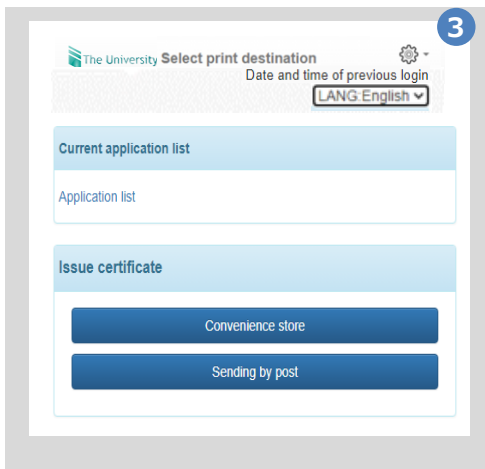 3
The University Select print destination
Date and time of previous login
LANG:English
Current application list
Application list
Issue certificate
Convenience store
Sending by post